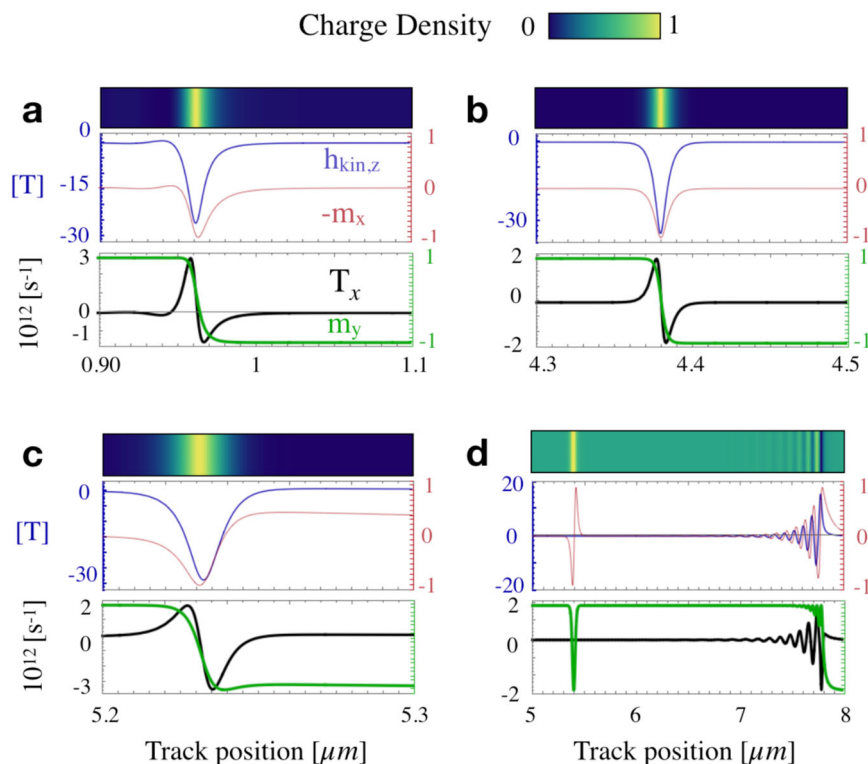 Charge Density 0 1
a
0
-15
-30
[T]
h_kin,z
-m_x
1
0
-1
3
0
-1
10^12 [s^-1]
T_x
m_y
1
-1
0.90 1 1.1
b
0
-30
1
0
-1
2
0
-2
1
-1
4.3 4.4 4.5
c
0
-30
[T]
1
0
-1
2
0
-3
10^12 [s^-1]
5.2 5.3
Track position [μm]
d
20
0
-20
1
0
-1
2
0
-2
5 6 7 8
Track position [μm]